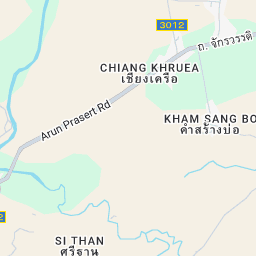 3012
ถ. จักรวรรดิ
CHIANG KHRUEA
เชียงเครือ
Arun Prasert Rd
KHAM SANG BO
คำสร้างบ่อ
2
SI THAN
ศรีฐาน